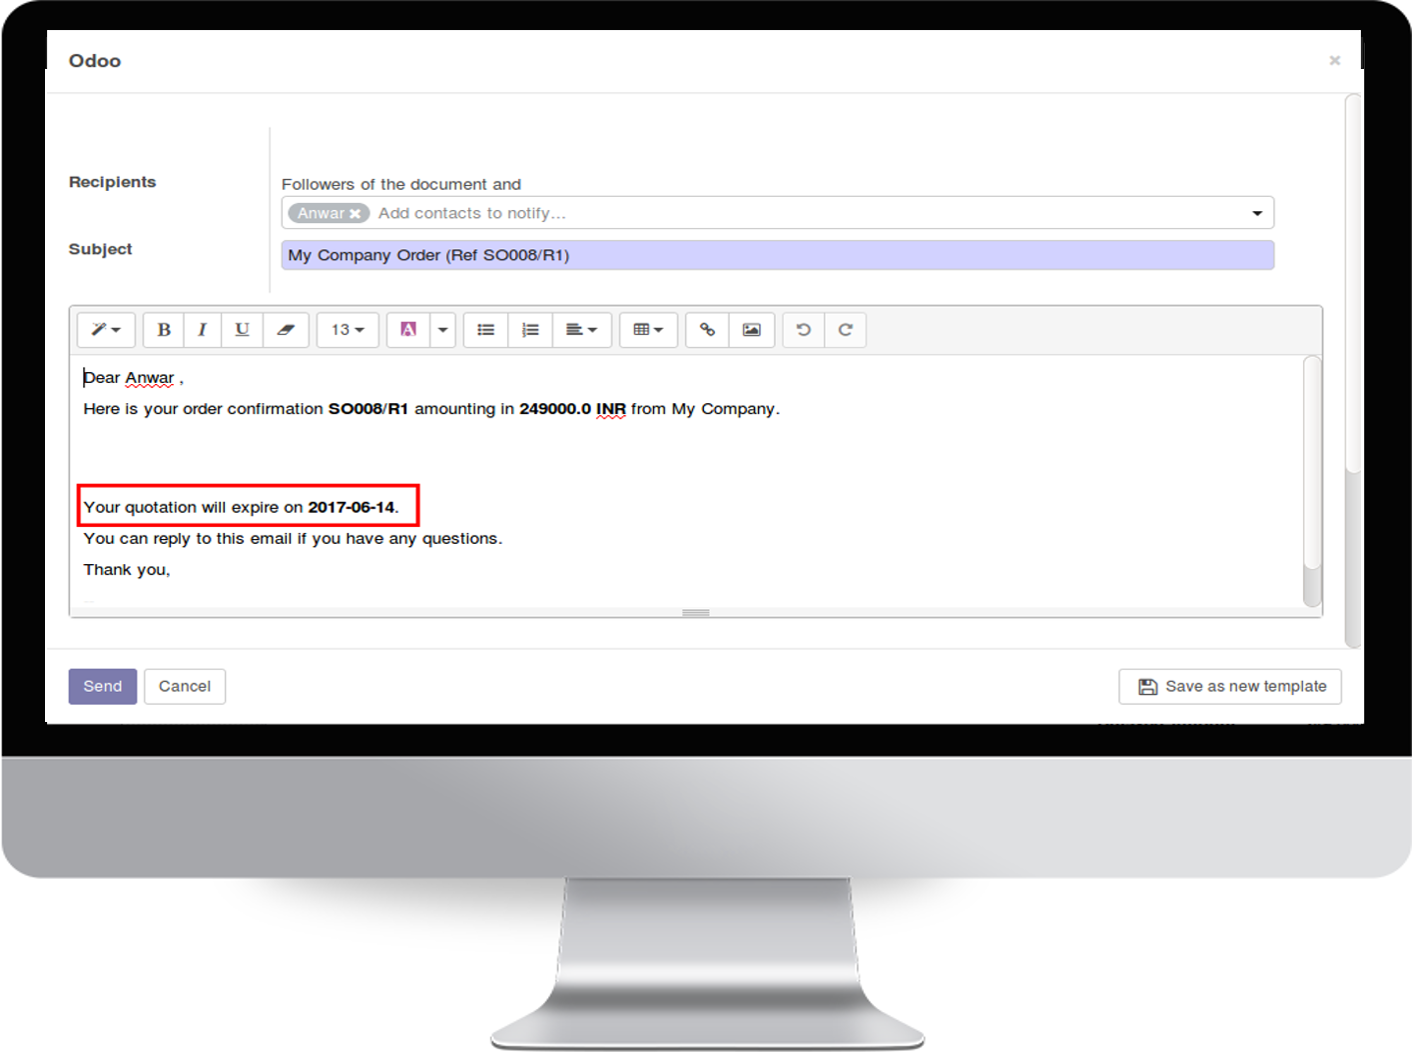 Odoo
Recipients
Followers of the document and
Anwar Add contacts to notify...
Subject
My Company Order (Ref SO008/R1)
B I U 13 A
Dear Anwar ,
Here is your order confirmation SO008/R1 amounting in 249000.0 INR from My Company.
Your quotation will expire on 2017-06-14.
You can reply to this email if you have any questions.
Thank you,
Send Cancel Save as new template